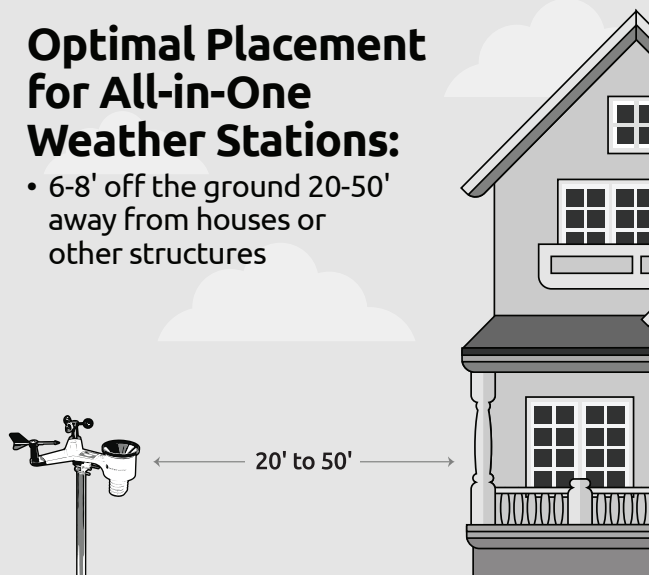 Optimal Placement
for All-in-One
Weather Stations:
• 6-8' off the ground 20-50'
away from houses or
other structures
20' to 50'